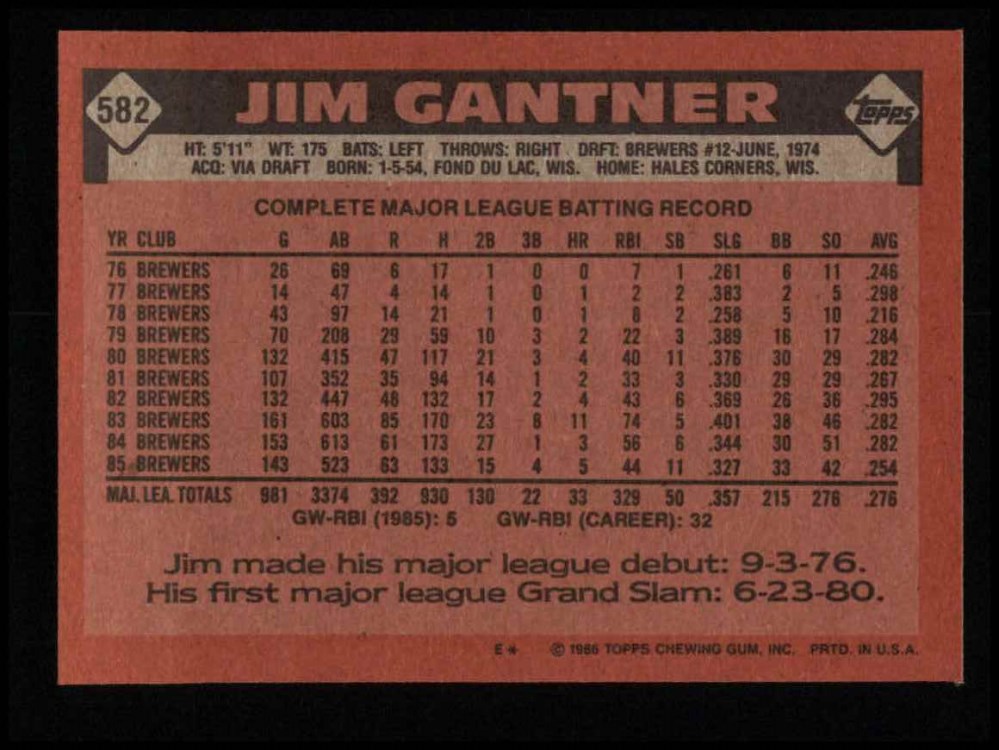 582 JIM GANTNER Topps
HT: 5'11" WT: 175 BATS: LEFT THROWS: RIGHT DRFT: BREWERS #12-JUNE, 1974
ACQ: VIA DRAFT BORN: 1-5-54, FOND DU LAC, WIS. HOME: HALES CORNERS, WIS.
COMPLETE MAJOR LEAGUE BATTING RECORD
YR CLUB G AB R H 2B 3B HR RBI SB SLG BB SO AVG
76 BREWERS 26 69 6 17 1 0 0 7 1 .261 6 11 .246
77 BREWERS 14 47 4 14 1 0 1 2 2 .383 2 5 .298
78 BREWERS 43 97 14 21 1 0 1 8 2 .258 5 10 .216
79 BREWERS 70 208 29 59 10 3 2 22 3 .389 16 17 .284
80 BREWERS 132 415 47 117 21 3 4 40 11 .376 30 29 .282
81 BREWERS 107 352 35 94 14 1 2 33 3 .330 29 29 .267
82 BREWERS 132 447 48 132 17 2 4 43 6 .369 26 36 .295
83 BREWERS 161 603 85 170 23 8 11 74 5 .401 38 46 .282
84 BREWERS 153 613 61 173 27 1 3 56 6 .344 30 51 .282
85 BREWERS 143 523 63 133 15 4 5 44 11 .327 33 42 .254
MAJ. LEA. TOTALS 981 3374 392 930 130 22 33 329 50 .357 215 276 .276
GW-RBI (1985): 5 GW-RBI (CAREER): 32
Jim made his major league debut: 9-3-76.
His first major league Grand Slam: 6-23-80.
E* © 1986 TOPPS CHEWING GUM, INC. PRTD. IN U.S.A.